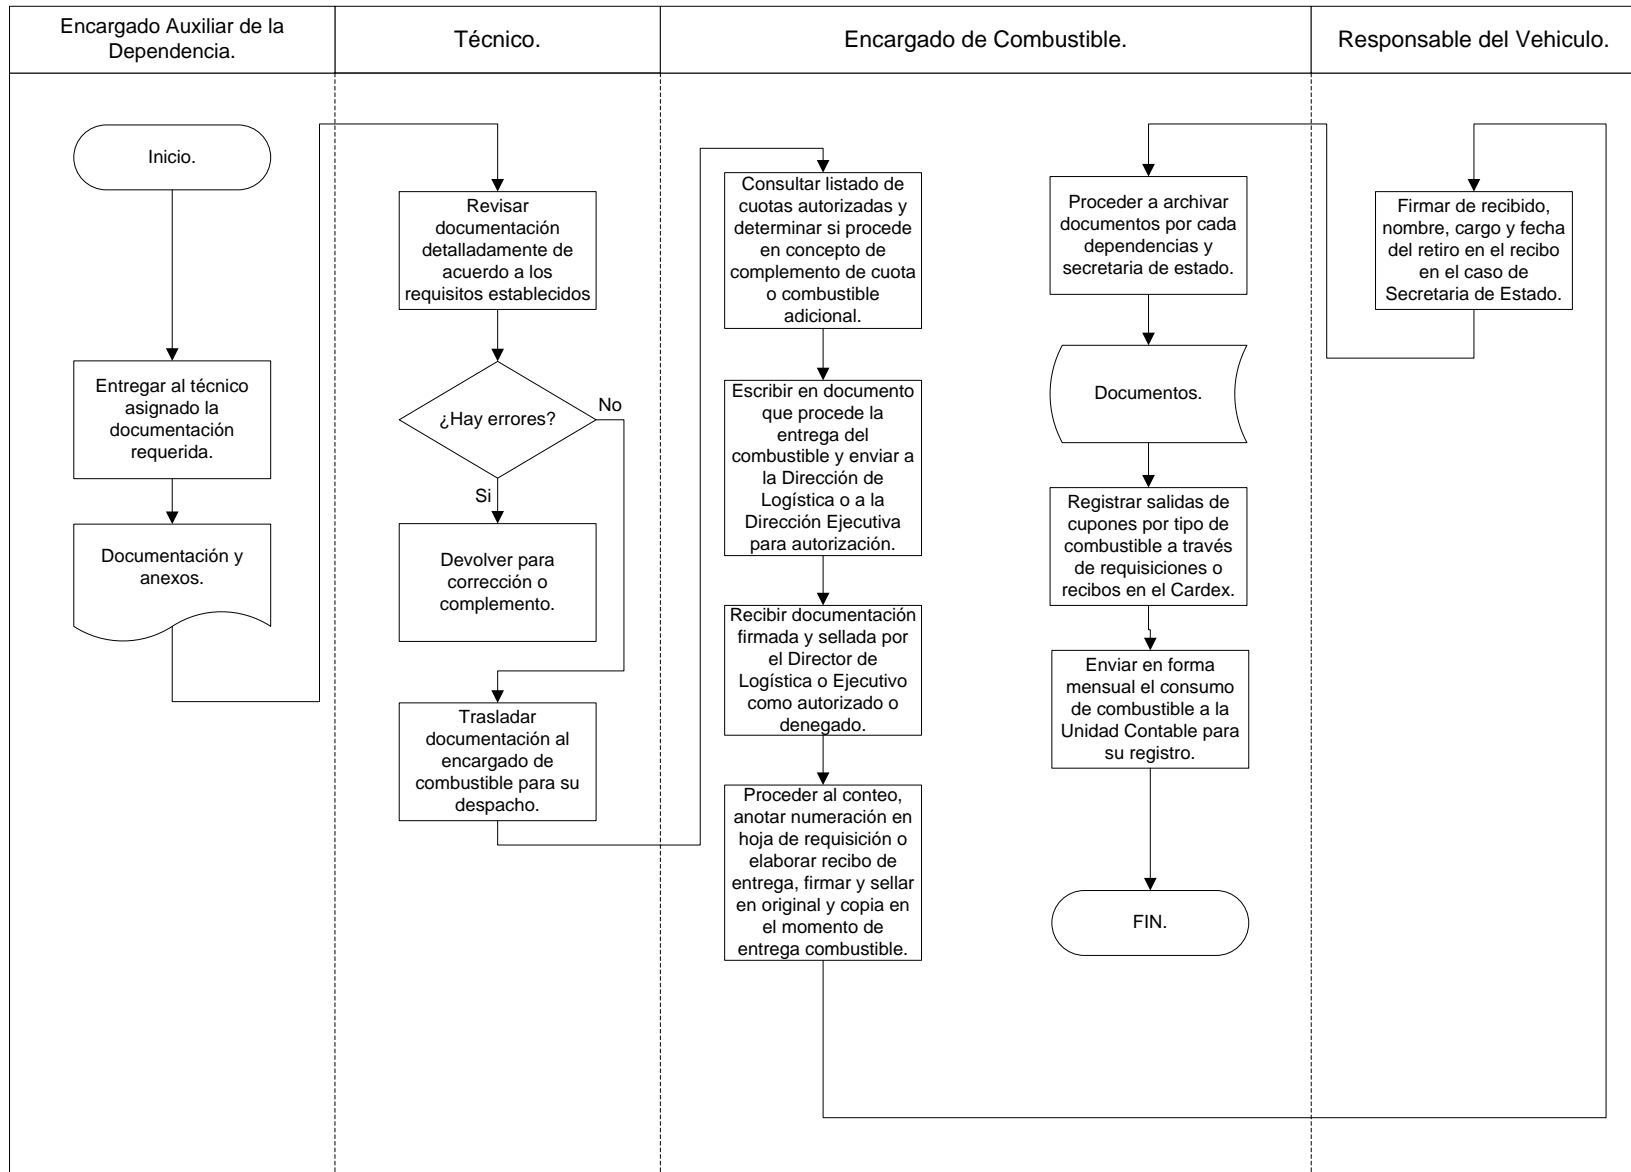 Encargado Auxiliar de la
Dependencia.
Técnico.
Encargado de Combustible.
Responsable del Vehiculo.
Inicio.
Entregar al técnico
asignado la
documentación
requerida.
Documentación y
anexos.
Revisar
documentación
detalladamente de
acuerdo a los
requisitos establecidos
¿Hay errores?
No
Si
Devolver para
corrección o
complemento.
Trasladar
documentación al
encargado de
combustible para su
despacho.
Consultar listado de
cuotas autorizadas y
determinar si procede
en concepto de
complemento de cuota
o combustible
adicional.
Escribir en documento
que procede la
entrega del
combustible y enviar a
la Dirección de
Logística o a la
Dirección Ejecutiva
para autorización.
Recibir documentación
firmada y sellada por
el Director de
Logística o Ejecutivo
como autorizado o
denegado.
Proceder al conteo,
anotar numeración en
hoja de requisición o
elaborar recibo de
entrega, firmar y sellar
en original y copia en
el momento de
entrega combustible.
Proceder a archivar
documentos por cada
dependencias y
secretaria de estado.
Documentos.
Registrar salidas de
cupones por tipo de
combustible a través
de requisiciones o
recibos en el Cardex.
Enviar en forma
mensual el consumo
de combustible a la
Unidad Contable para
su registro.
FIN.
Firmar de recibido,
nombre, cargo y fecha
del retiro en el recibo
en el caso de
Secretaria de Estado.